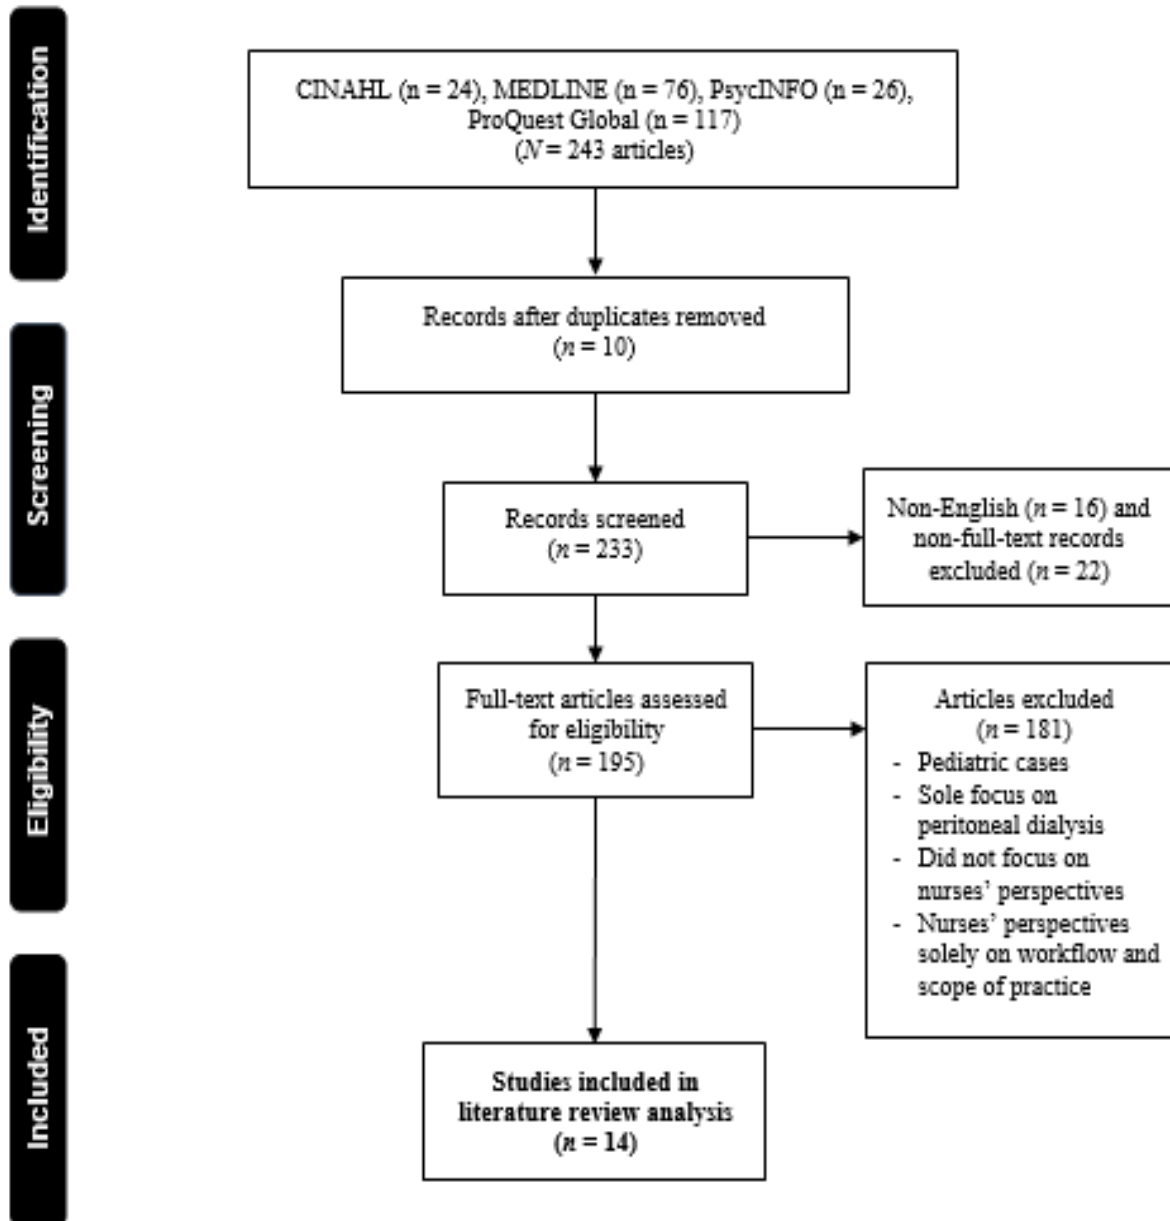 Identification
CINAHL (n = 24), MEDLINE (n = 76), PsycINFO (n = 26),
ProQuest Global (n = 117)
(N = 243 articles)
Records after duplicates removed
(n = 10)
Screening
Records screened
(n = 233)
Non-English (n = 16) and
non-full-text records
excluded (n = 22)
Eligibility
Full-text articles assessed
for eligibility
(n = 195)
Articles excluded
(n = 181)
- Pediatric cases
- Sole focus on
peritoneal dialysis
- Did not focus on
nurses’ perspectives
- Nurses’ perspectives
solely on workflow and
scope of practice
Included
Studies included in
literature review analysis
(n = 14)